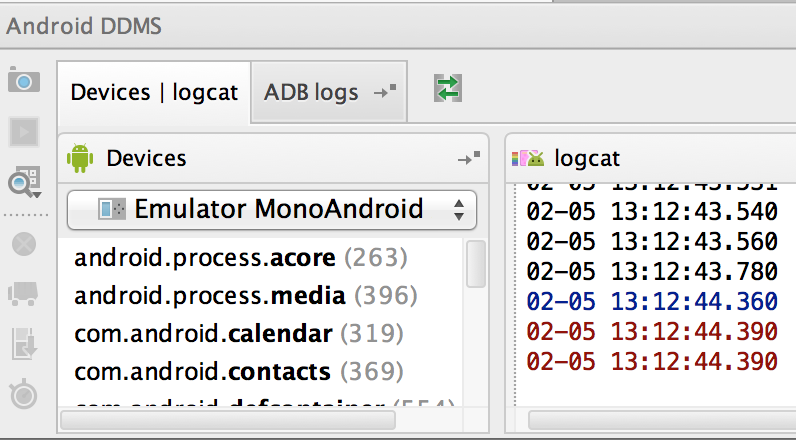 Android DDMS
Devices | logcat
ADB logs
Devices
Emulator MonoAndroid
android.process.acore (263)
android.process.media (396)
com.android.calendar (319)
com.android.contacts (369)
com.android.defcontainer (554)
logcat
02-05 13:12:43.540
02-05 13:12:43.560
02-05 13:12:43.780
02-05 13:12:44.360
02-05 13:12:44.390
02-05 13:12:44.390